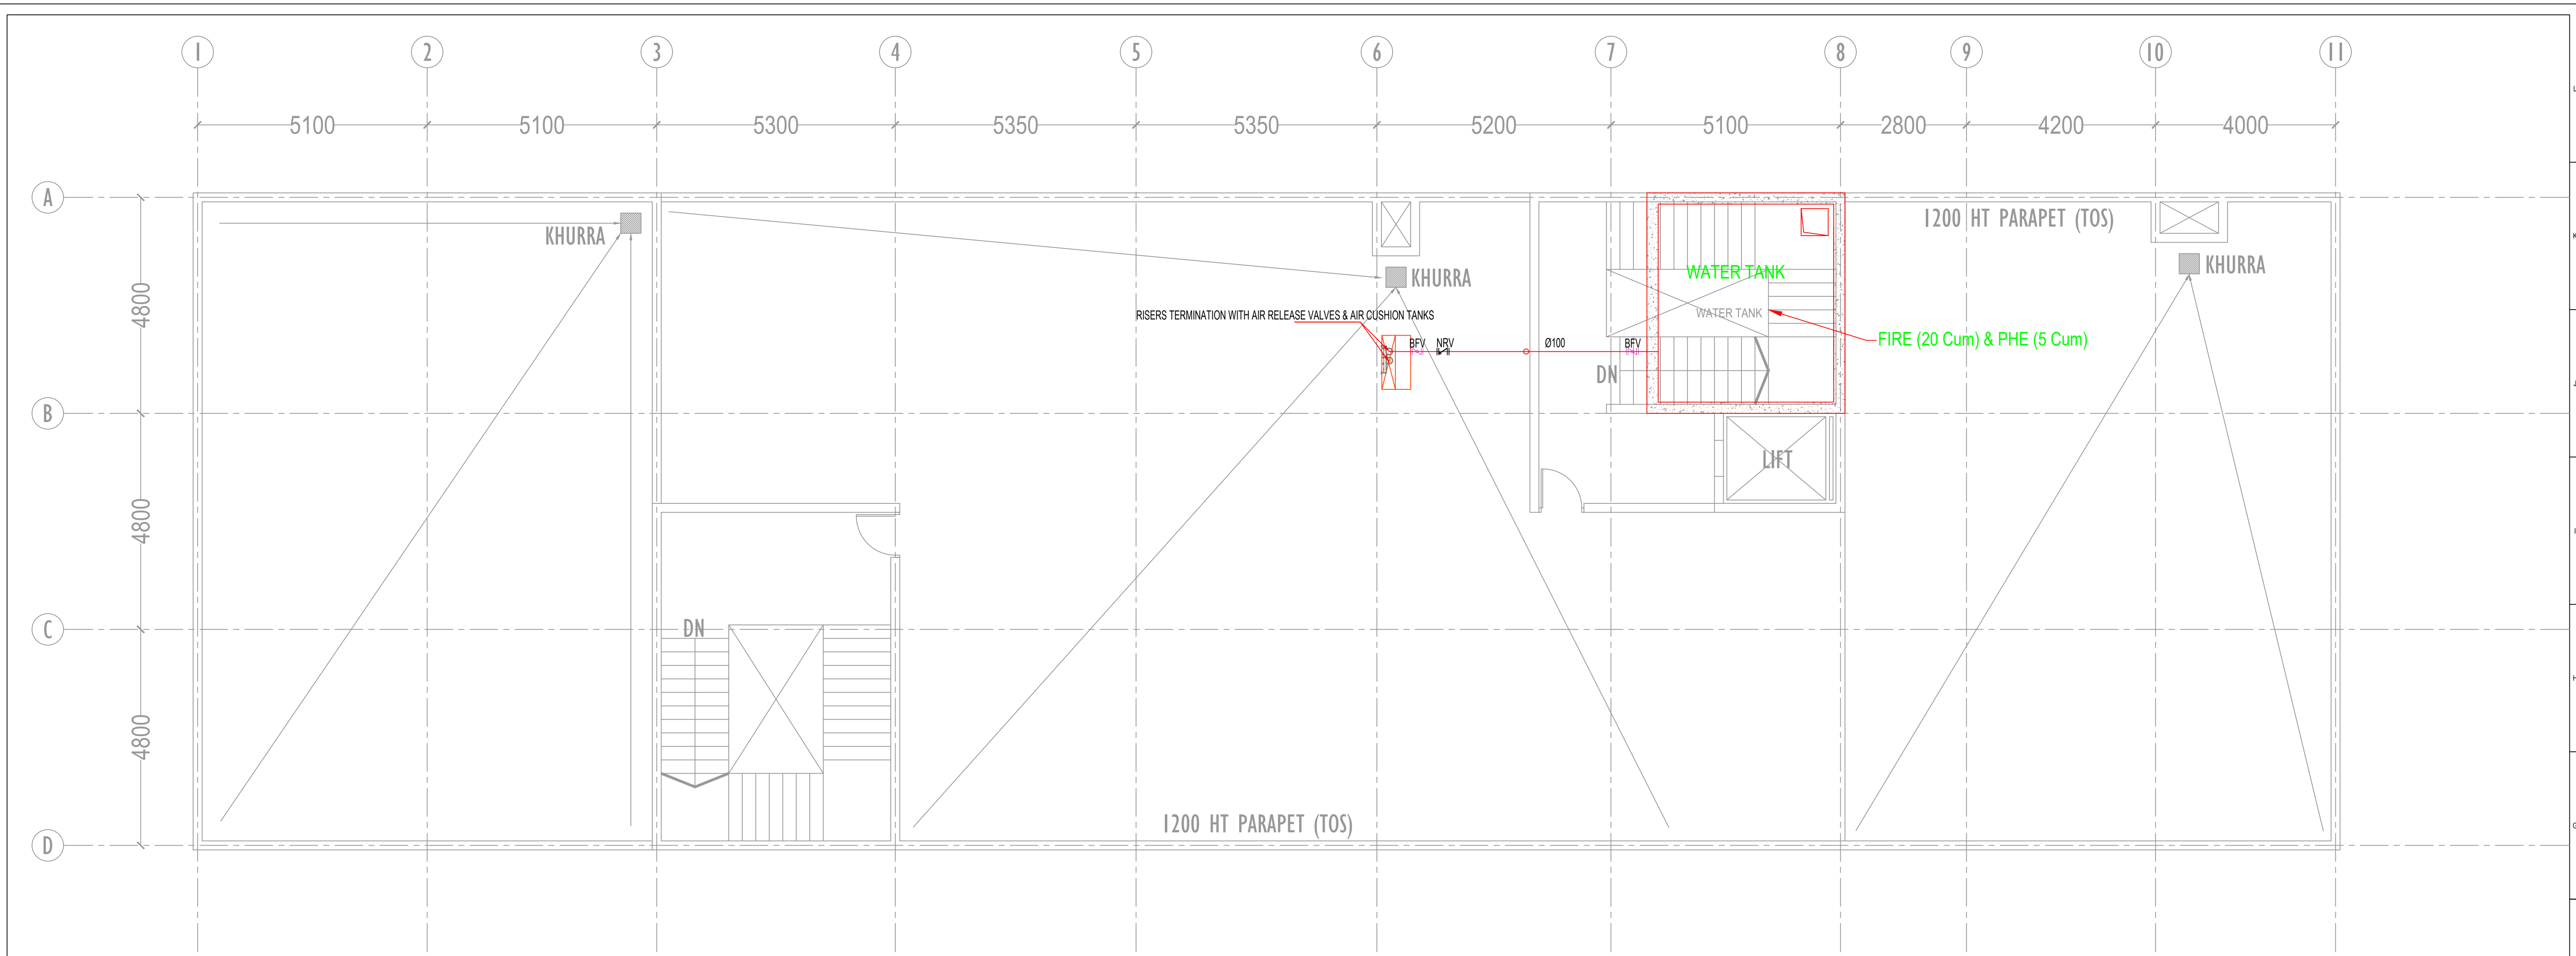 1 2 3 4 5 6 7 8 9 10 11
5100 5100 5300 5350 5350 5200 5100 2800 4200 4000
A
1200 HT PARAPET (TOS)
KHURRA
KHURRA
KHURRA
WATER TANK
WATER TANK
4800
RISERS TERMINATION WITH AIR RELEASE VALVES & AIR CUSHION TANKS
BFV NRV Ø100 BFV
FIRE (20 Cum) & PHE (5 Cum)
DN
B
LIFT
4800
C
DN
4800
1200 HT PARAPET (TOS)
D
K
J
I
H
G